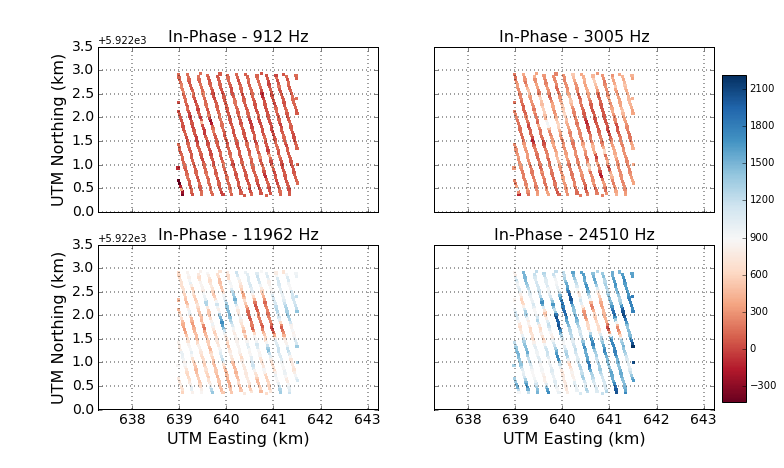 In-Phase - 912 Hz
In-Phase - 3005 Hz
+5.922e3
3.5
3.0
2.5
2.0
1.5
1.0
0.5
0.0
UTM Northing (km)
2100
1800
1500
1200
900
600
300
0
−300
In-Phase - 11962 Hz
In-Phase - 24510 Hz
+5.922e3
3.5
3.0
2.5
2.0
1.5
1.0
0.5
0.0
UTM Northing (km)
638 639 640 641 642 643
638 639 640 641 642 643
UTM Easting (km)
UTM Easting (km)